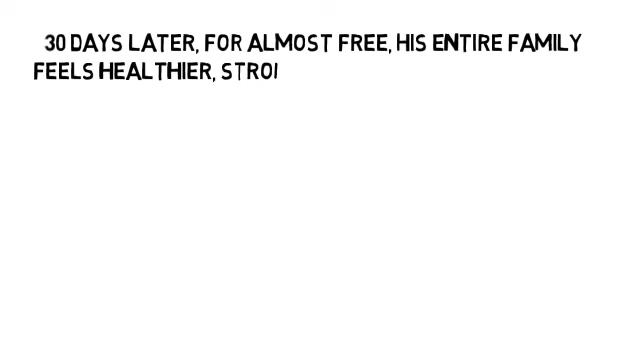 30 DAYS LATER, FOR ALMOST FREE, HIS ENTIRE FAMILY
FEELS HEALTHIER,